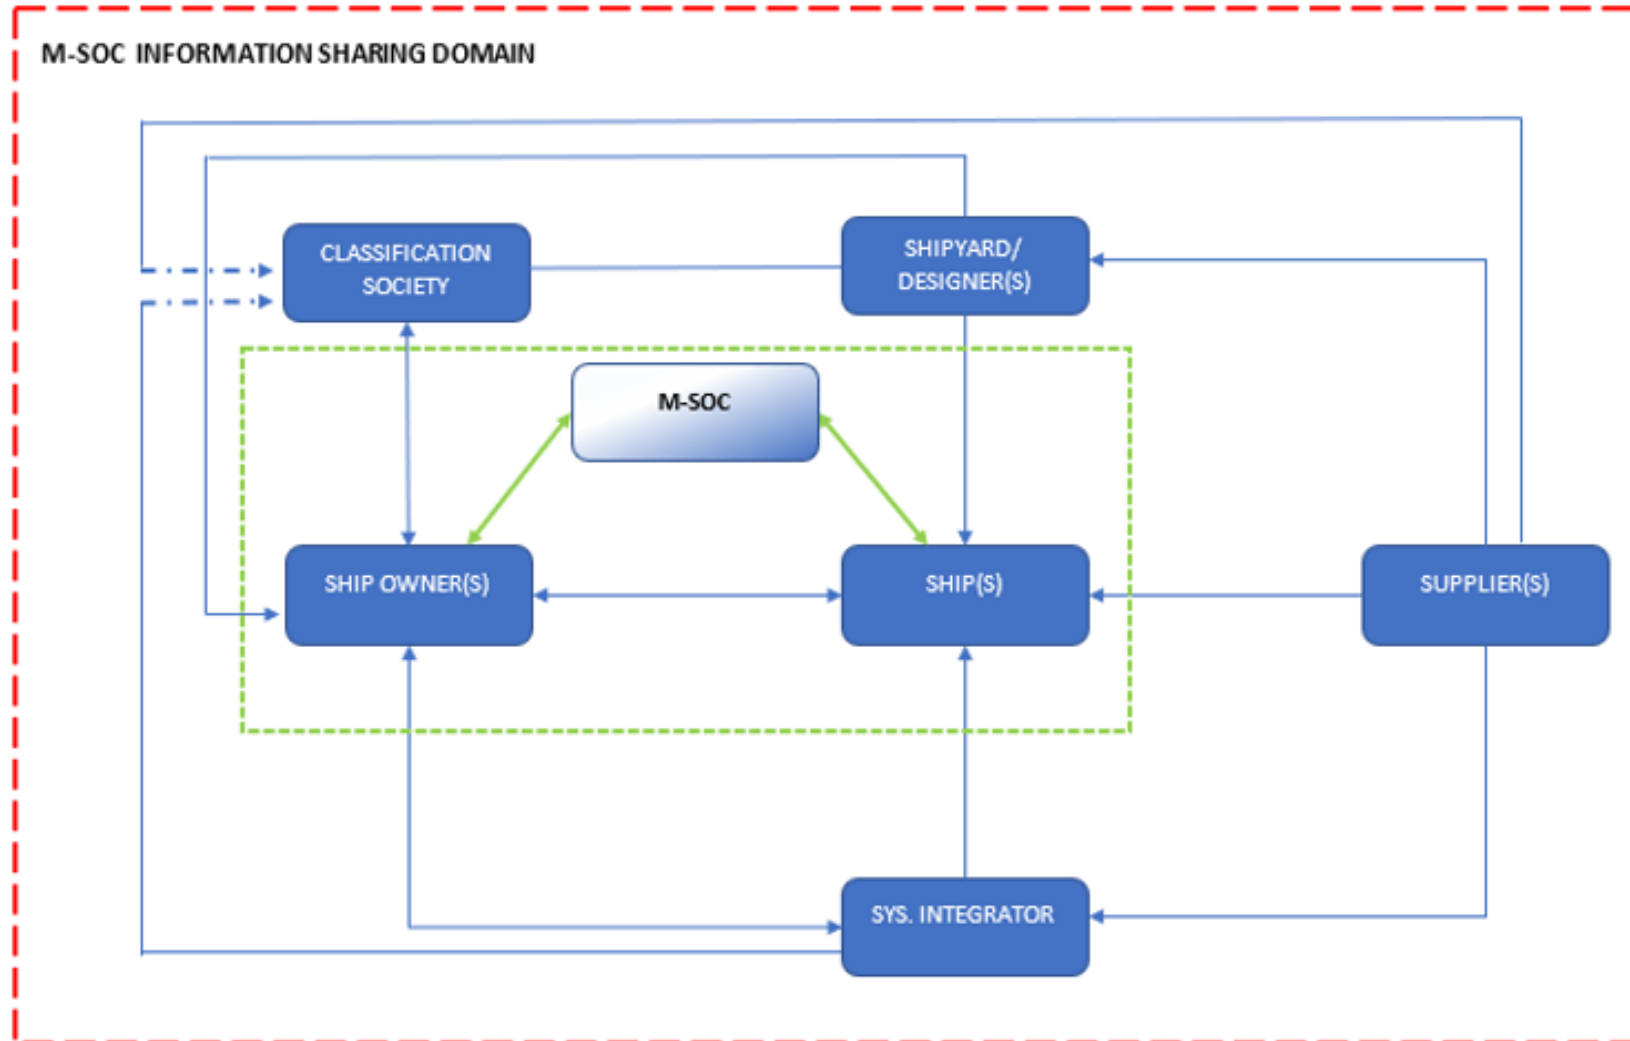 M-SOC INFORMATION SHARING DOMAIN
CLASSIFICATION
SOCIETY
SHIPYARD/
DESIGNER(S)
M-SOC
SHIP OWNER(S)
SHIP(S)
SUPPLIER(S)
SYS. INTEGRATOR